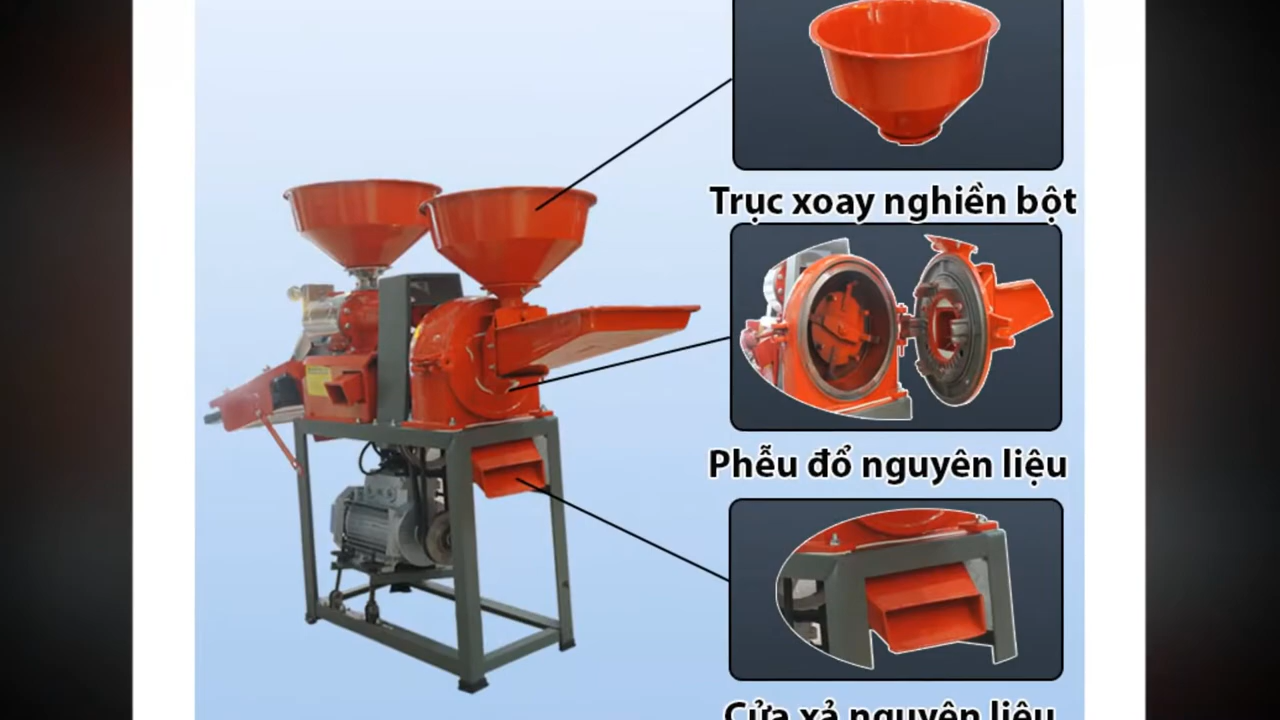 Trục xoay nghiền bột
Phễu đổ nguyên liệu
Cửa xả nguyên liệu